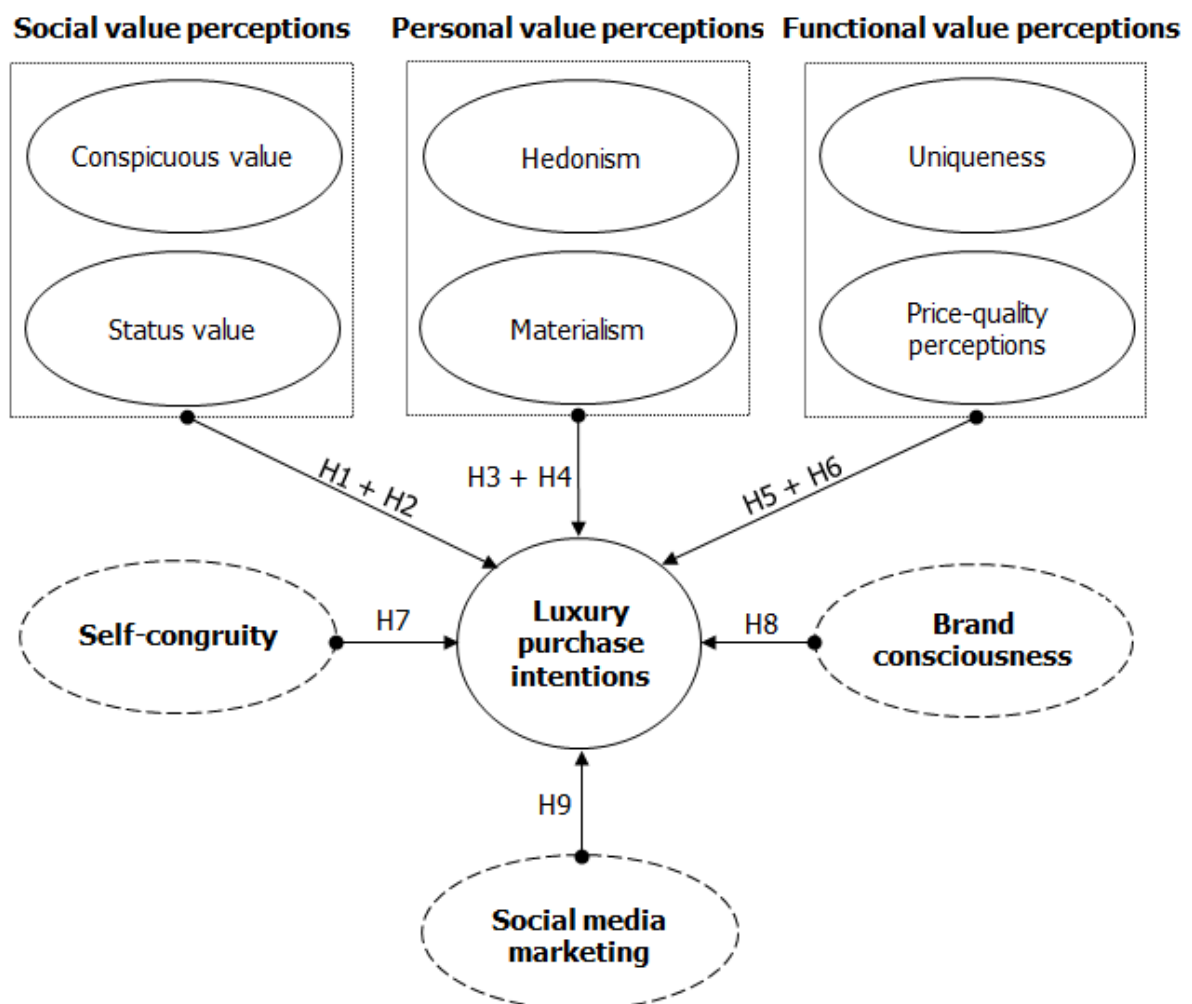 Social value perceptions
Personal value perceptions
Functional value perceptions
Conspicuous value
Hedonism
Uniqueness
Status value
Materialism
Price-quality
perceptions
H1 + H2
H3 + H4
H5 + H6
Self-congruity
H7
Luxury
purchase
intentions
H8
Brand
consciousness
H9
Social media
marketing